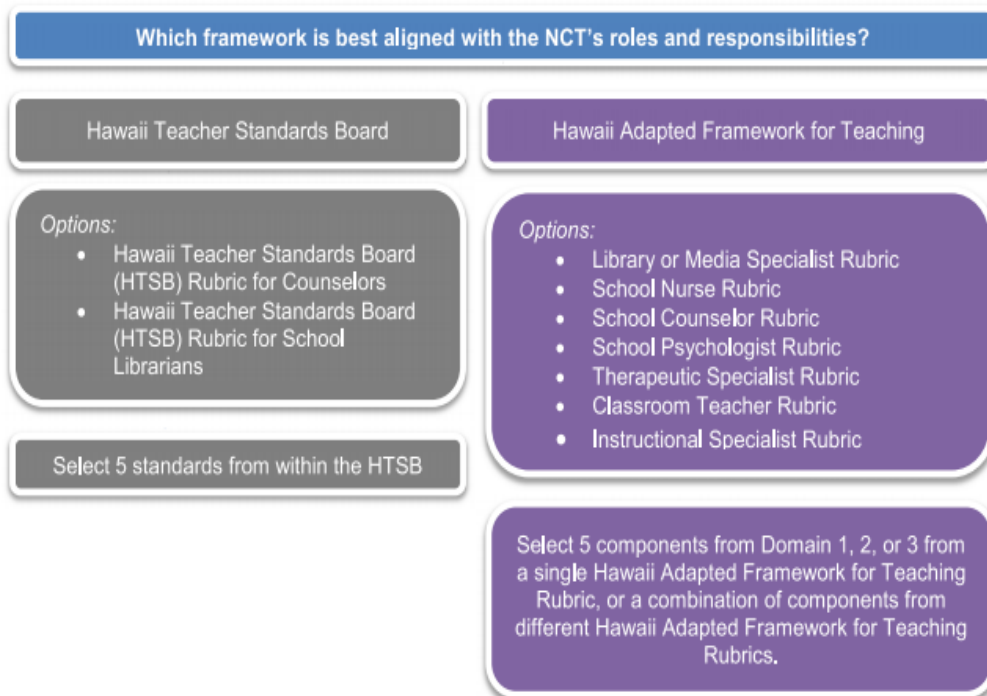 Which framework is best aligned with the NCT's roles and responsibilities?
Hawaii Teacher Standards Board
Options:
• Hawaii Teacher Standards Board
(HTSB) Rubric for Counselors
• Hawaii Teacher Standards Board
(HTSB) Rubric for School
Librarians
Select 5 standards from within the HTSB
Hawaii Adapted Framework for Teaching
Options:
• Library or Media Specialist Rubric
• School Nurse Rubric
• School Counselor Rubric
• School Psychologist Rubric
• Therapeutic Specialist Rubric
• Classroom Teacher Rubric
• Instructional Specialist Rubric
Select 5 components from Domain 1, 2, or 3 from
a single Hawaii Adapted Framework for Teaching
Rubric, or a combination of components from
different Hawaii Adapted Framework for Teaching
Rubrics.